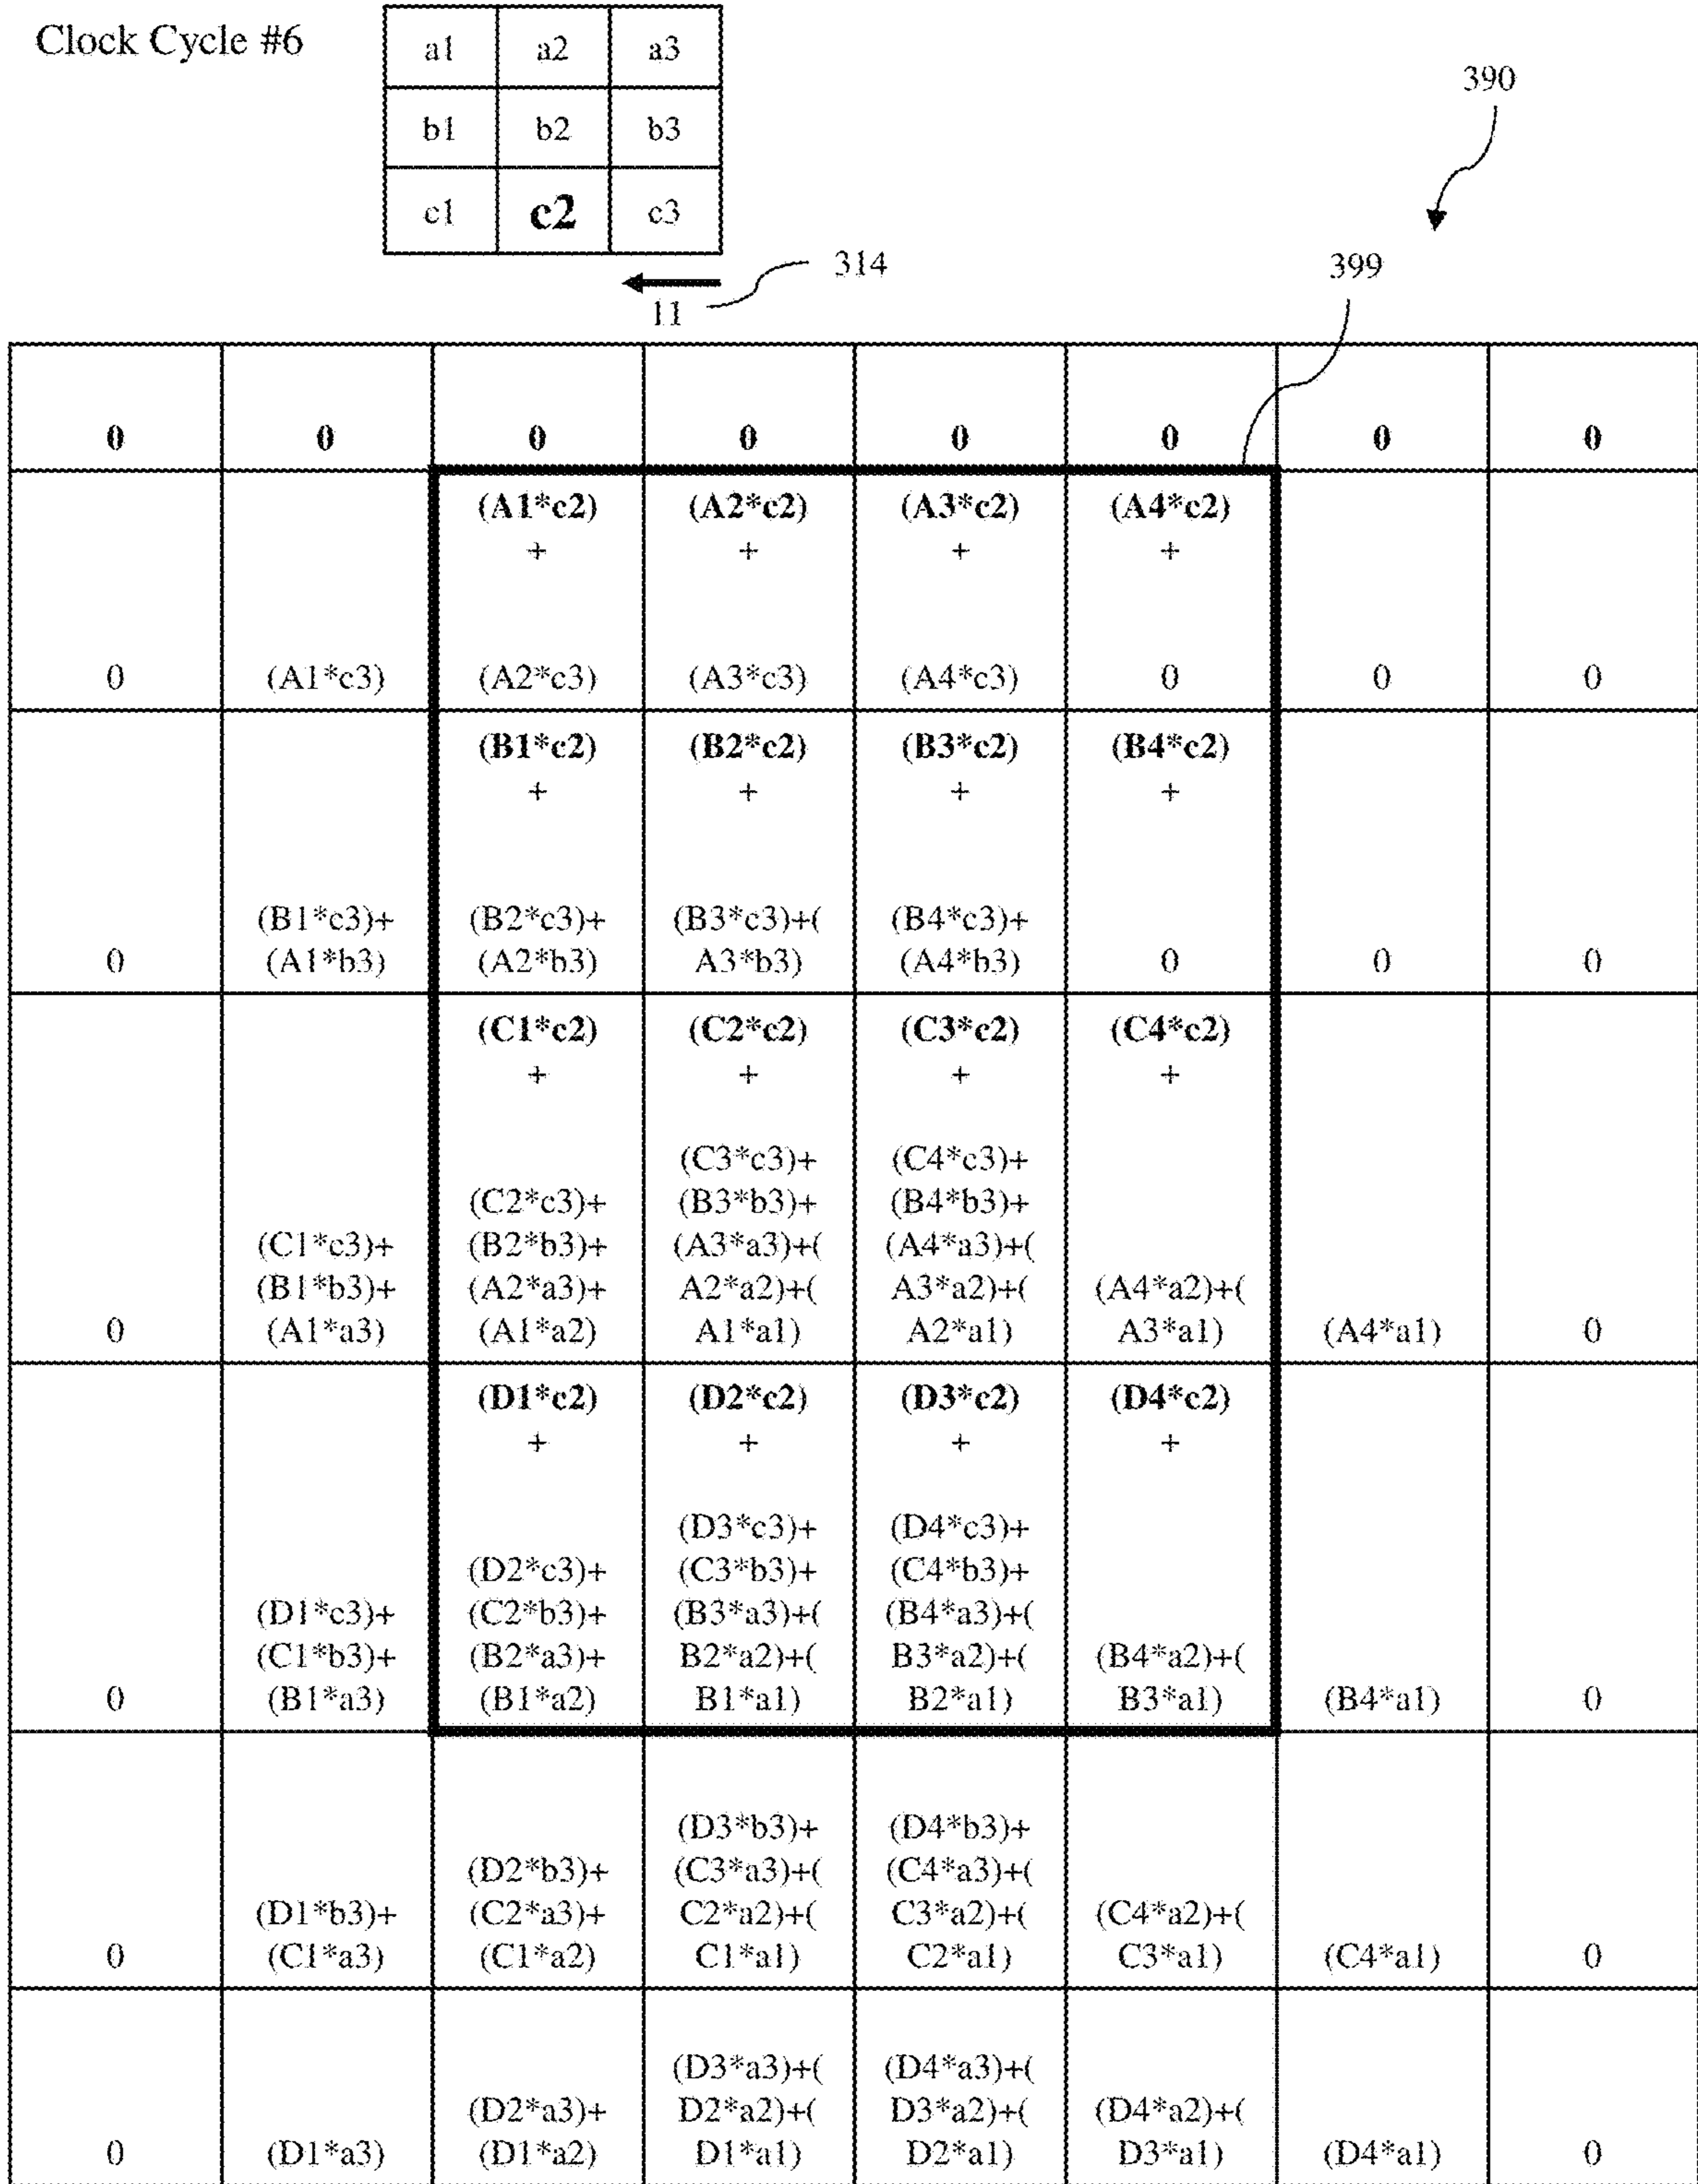 Clock Cycle #6
a1 a2 a3
b1 b2 b3
c1 c2 c3
390
314
399
11
0 0 0 0 0 0 0 0
(A1*c2) (A2*c2) (A3*c2) (A4*c2)
+ + + +
0 (A1*c3) (A2*c3) (A3*c3) (A4*c3) 0 0 0
(B1*c2) (B2*c2) (B3*c2) (B4*c2)
+ + + +
(B1*c3)+ (B2*c3)+ (B3*c3)+( (B4*c3)+
0 (A1*b3) (A2*b3) A3*b3) (A4*b3) 0 0 0
(C1*c2) (C2*c2) (C3*c2) (C4*c2)
+ + + +
(C3*c3)+ (C4*c3)+
(C2*c3)+ (B3*b3)+ (B4*b3)+
(C1*c3)+ (B2*b3)+ (A3*a3)+( (A4*a3)+(
(B1*b3)+ (A2*a3)+ A2*a2)+( A3*a2)+( (A4*a2)+(
0 (A1*a3) (A1*a2) A1*a1) A2*a1) A3*a1) (A4*a1) 0
(D1*c2) (D2*c2) (D3*c2) (D4*c2)
+ + + +
(D3*c3)+ (D4*c3)+
(D2*c3)+ (C3*b3)+ (C4*b3)+
(D1*c3)+ (C2*b3)+ (B3*a3)+( (B4*a3)+(
(C1*b3)+ (B2*a3)+ B2*a2)+( B3*a2)+( (B4*a2)+(
0 (B1*a3) (B1*a2) B1*a1) B2*a1) B3*a1) (B4*a1) 0
(D3*b3)+ (D4*b3)+
(D2*b3)+ (C3*a3)+( (C4*a3)+(
(D1*b3)+ (C2*a3)+ C2*a2)+( C3*a2)+( (C4*a2)+(
0 (C1*a3) (C1*a2) C1*a1) C2*a1) C3*a1) (C4*a1) 0
(D3*a3)+( (D4*a3)+(
(D2*a3)+ D2*a2)+( D3*a2)+( (D4*a2)+(
0 (D1*a3) (D1*a2) D1*a1) D2*a1) D3*a1) (D4*a1) 0